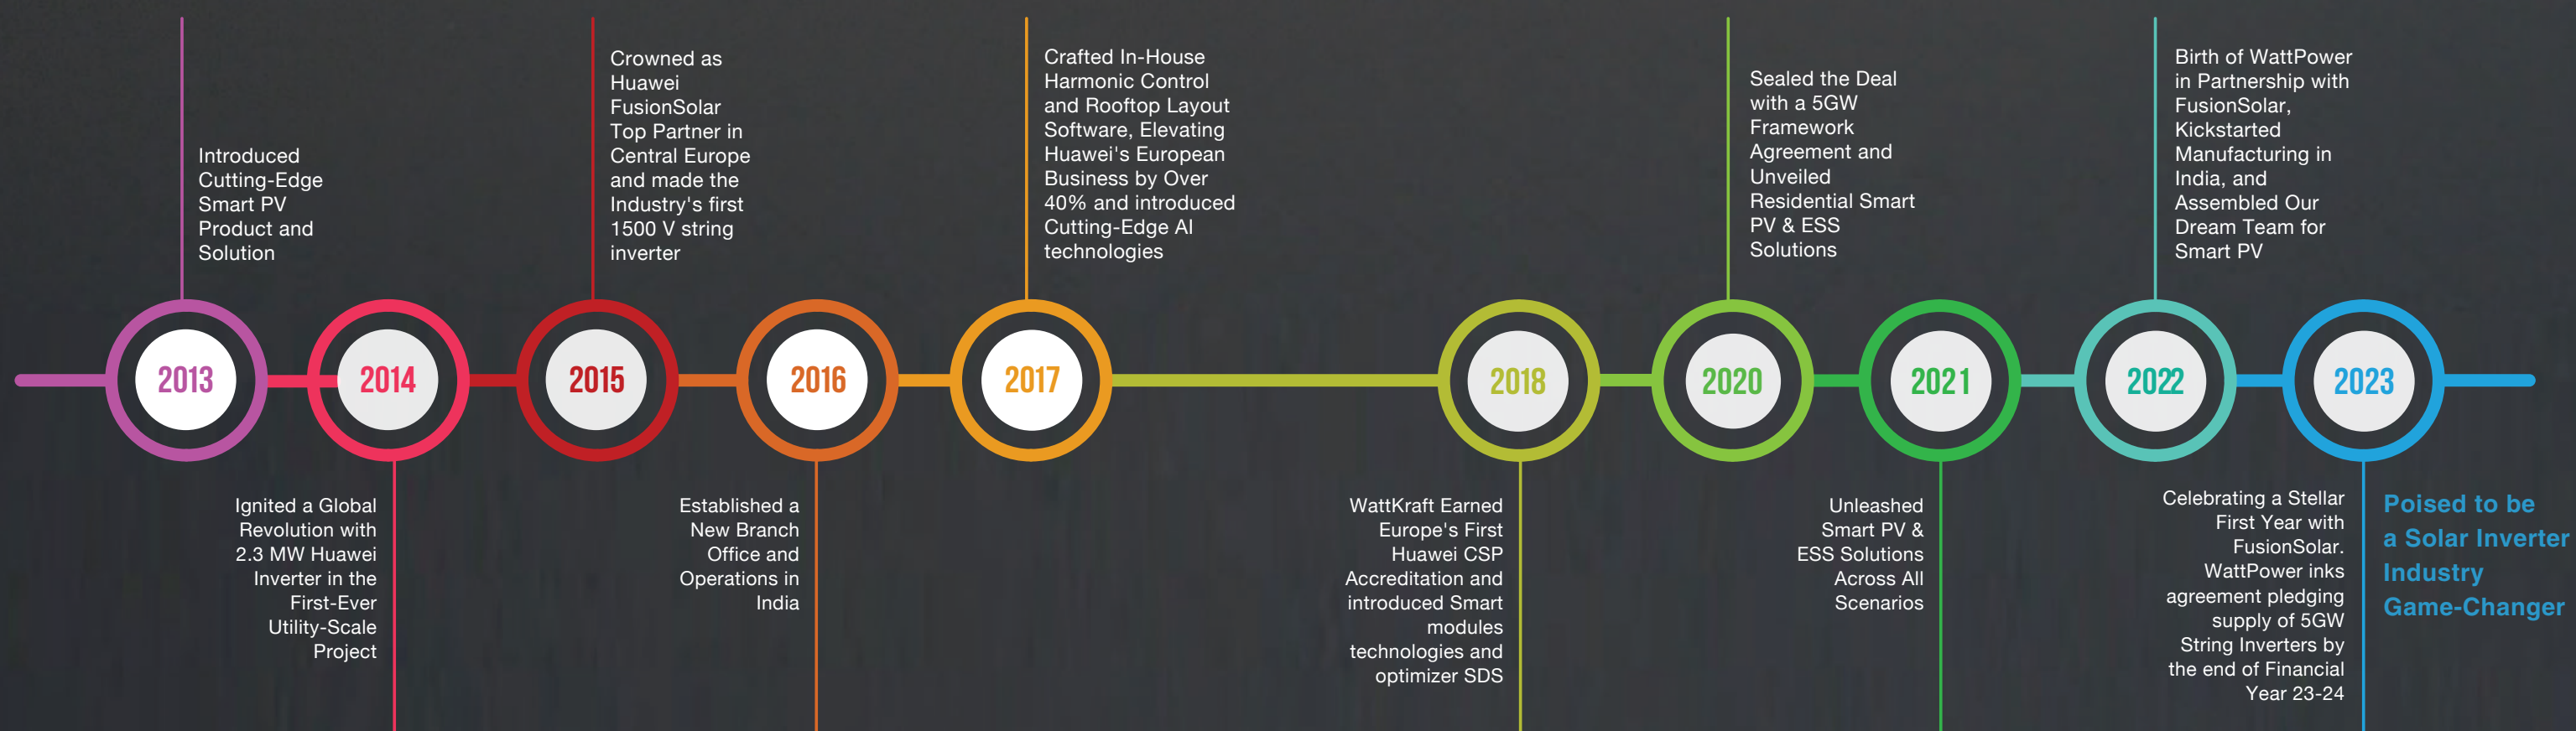 2013
Introduced
Cutting-Edge
Smart PV
Product and
Solution
2014
Ignited a Global
Revolution with
2.3 MW Huawei
Inverter in the
First-Ever
Utility-Scale
Project
2015
Crowned as
Huawei
FusionSolar
Top Partner in
Central Europe
and made the
Industry's first
1500 V string
inverter
2016
Established a
New Branch
Office and
Operations in
India
2017
Crafted In-House
Harmonic Control
and Rooftop Layout
Software, Elevating
Huawei's European
Business by Over
40% and introduced
Cutting-Edge AI
technologies
2018
WattKraft Earned
Europe's First
Huawei CSP
Accreditation and
introduced Smart
modules
technologies and
optimizer SDS
2020
Sealed the Deal
with a 5GW
Framework
Agreement and
Unveiled
Residential Smart
PV & ESS
Solutions
2021
Unleashed
Smart PV &
ESS Solutions
Across All
Scenarios
2022
Birth of WattPower
in Partnership with
FusionSolar,
Kickstarted
Manufacturing in
India, and
Assembled Our
Dream Team for
Smart PV
2023
Celebrating a Stellar
First Year with
FusionSolar.
WattPower inks
agreement pledging
supply of 5GW
String Inverters by
the end of Financial
Year 23-24
Poised to be
a Solar Inverter
Industry
Game-Changer